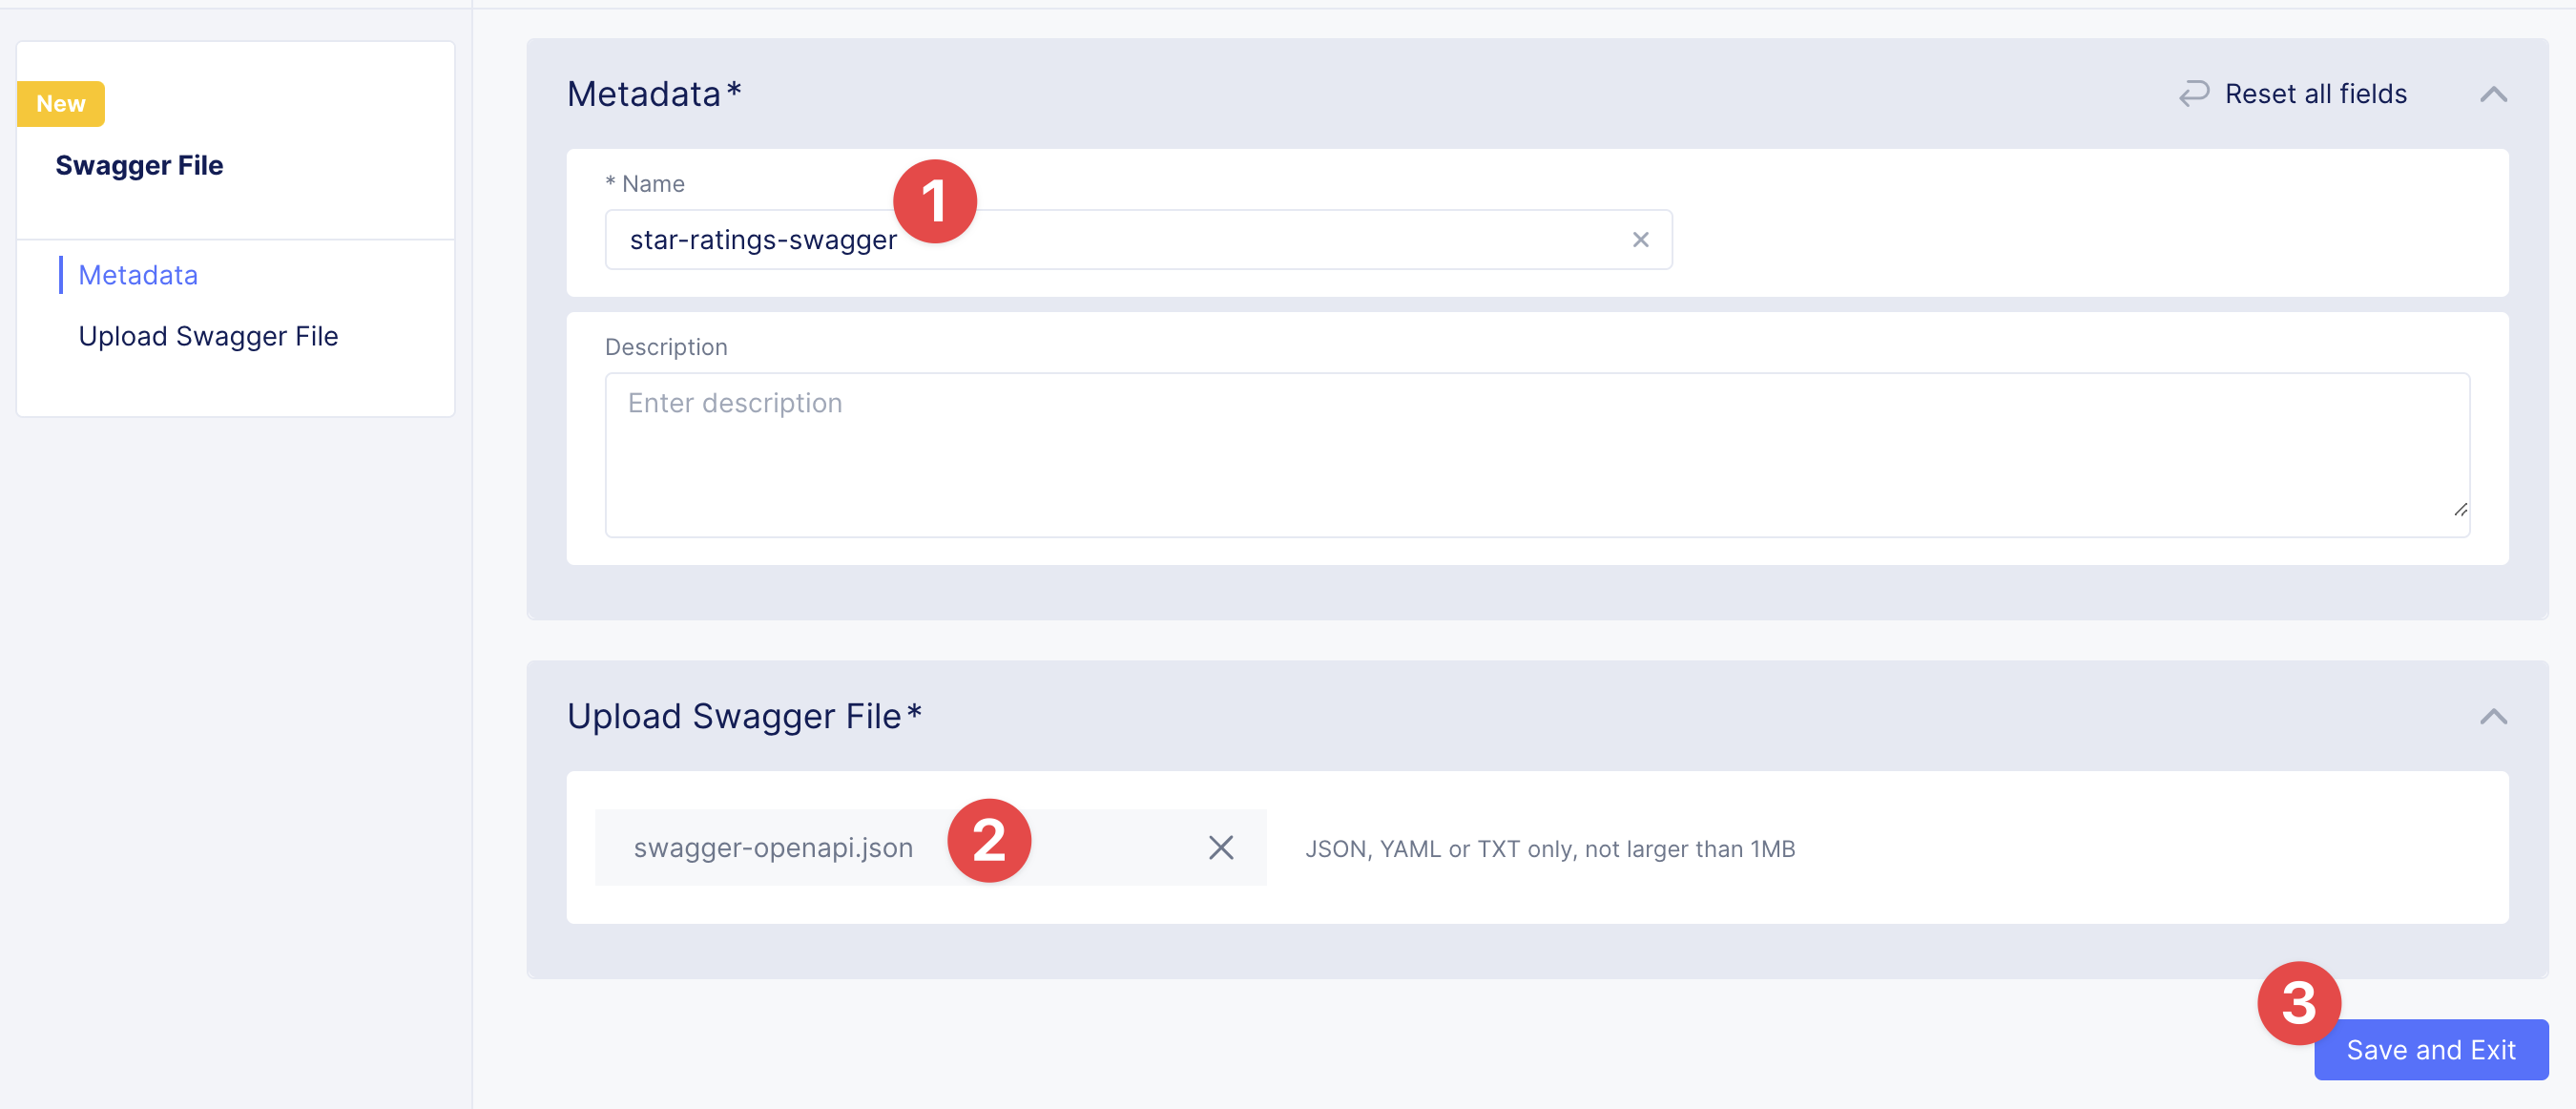 New
Swagger File
Metadata
Upload Swagger File
Metadata*
Reset all fields
* Name
1
star-ratings-swagger
Description
Enter description
Upload Swagger File*
swagger-openapi.json
2
JSON, YAML or TXT only, not larger than 1MB
3
Save and Exit